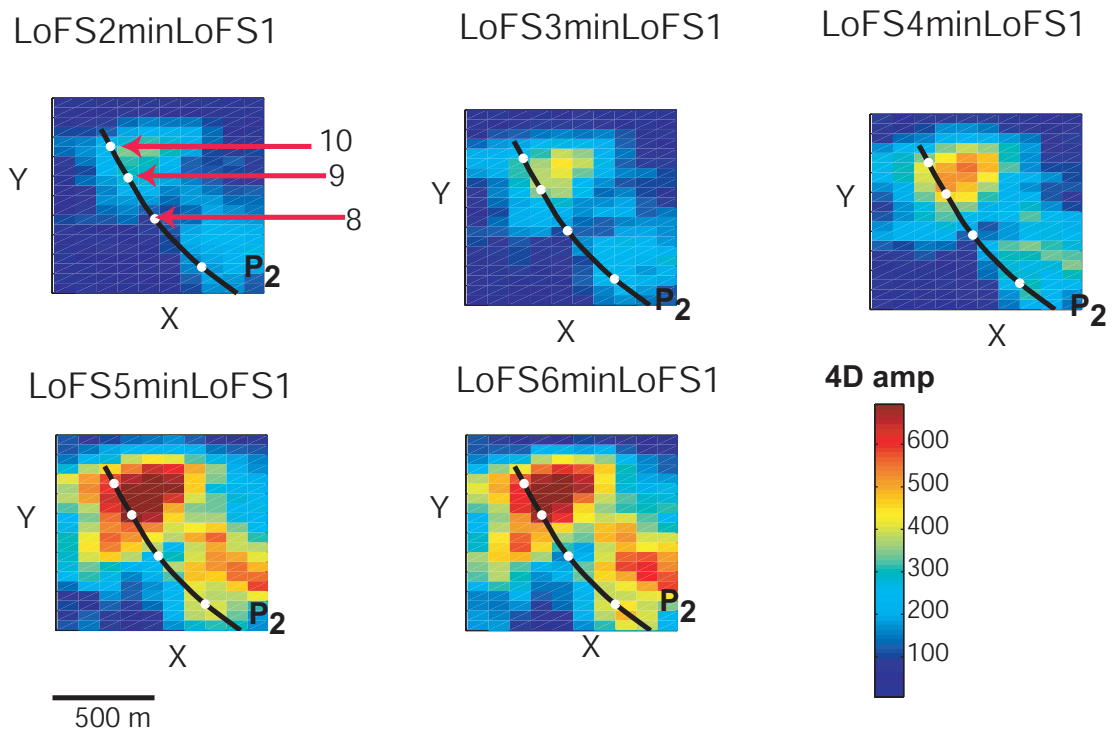 LoFS2minLoFS1
LoFS3minLoFS1
LoFS4minLoFS1
10
9
8
Y
P2
X
Y
P2
X
Y
P2
X
LoFS5minLoFS1
LoFS6minLoFS1
4D amp
Y
P2
X
Y
P2
X
600
500
400
300
200
100
500 m